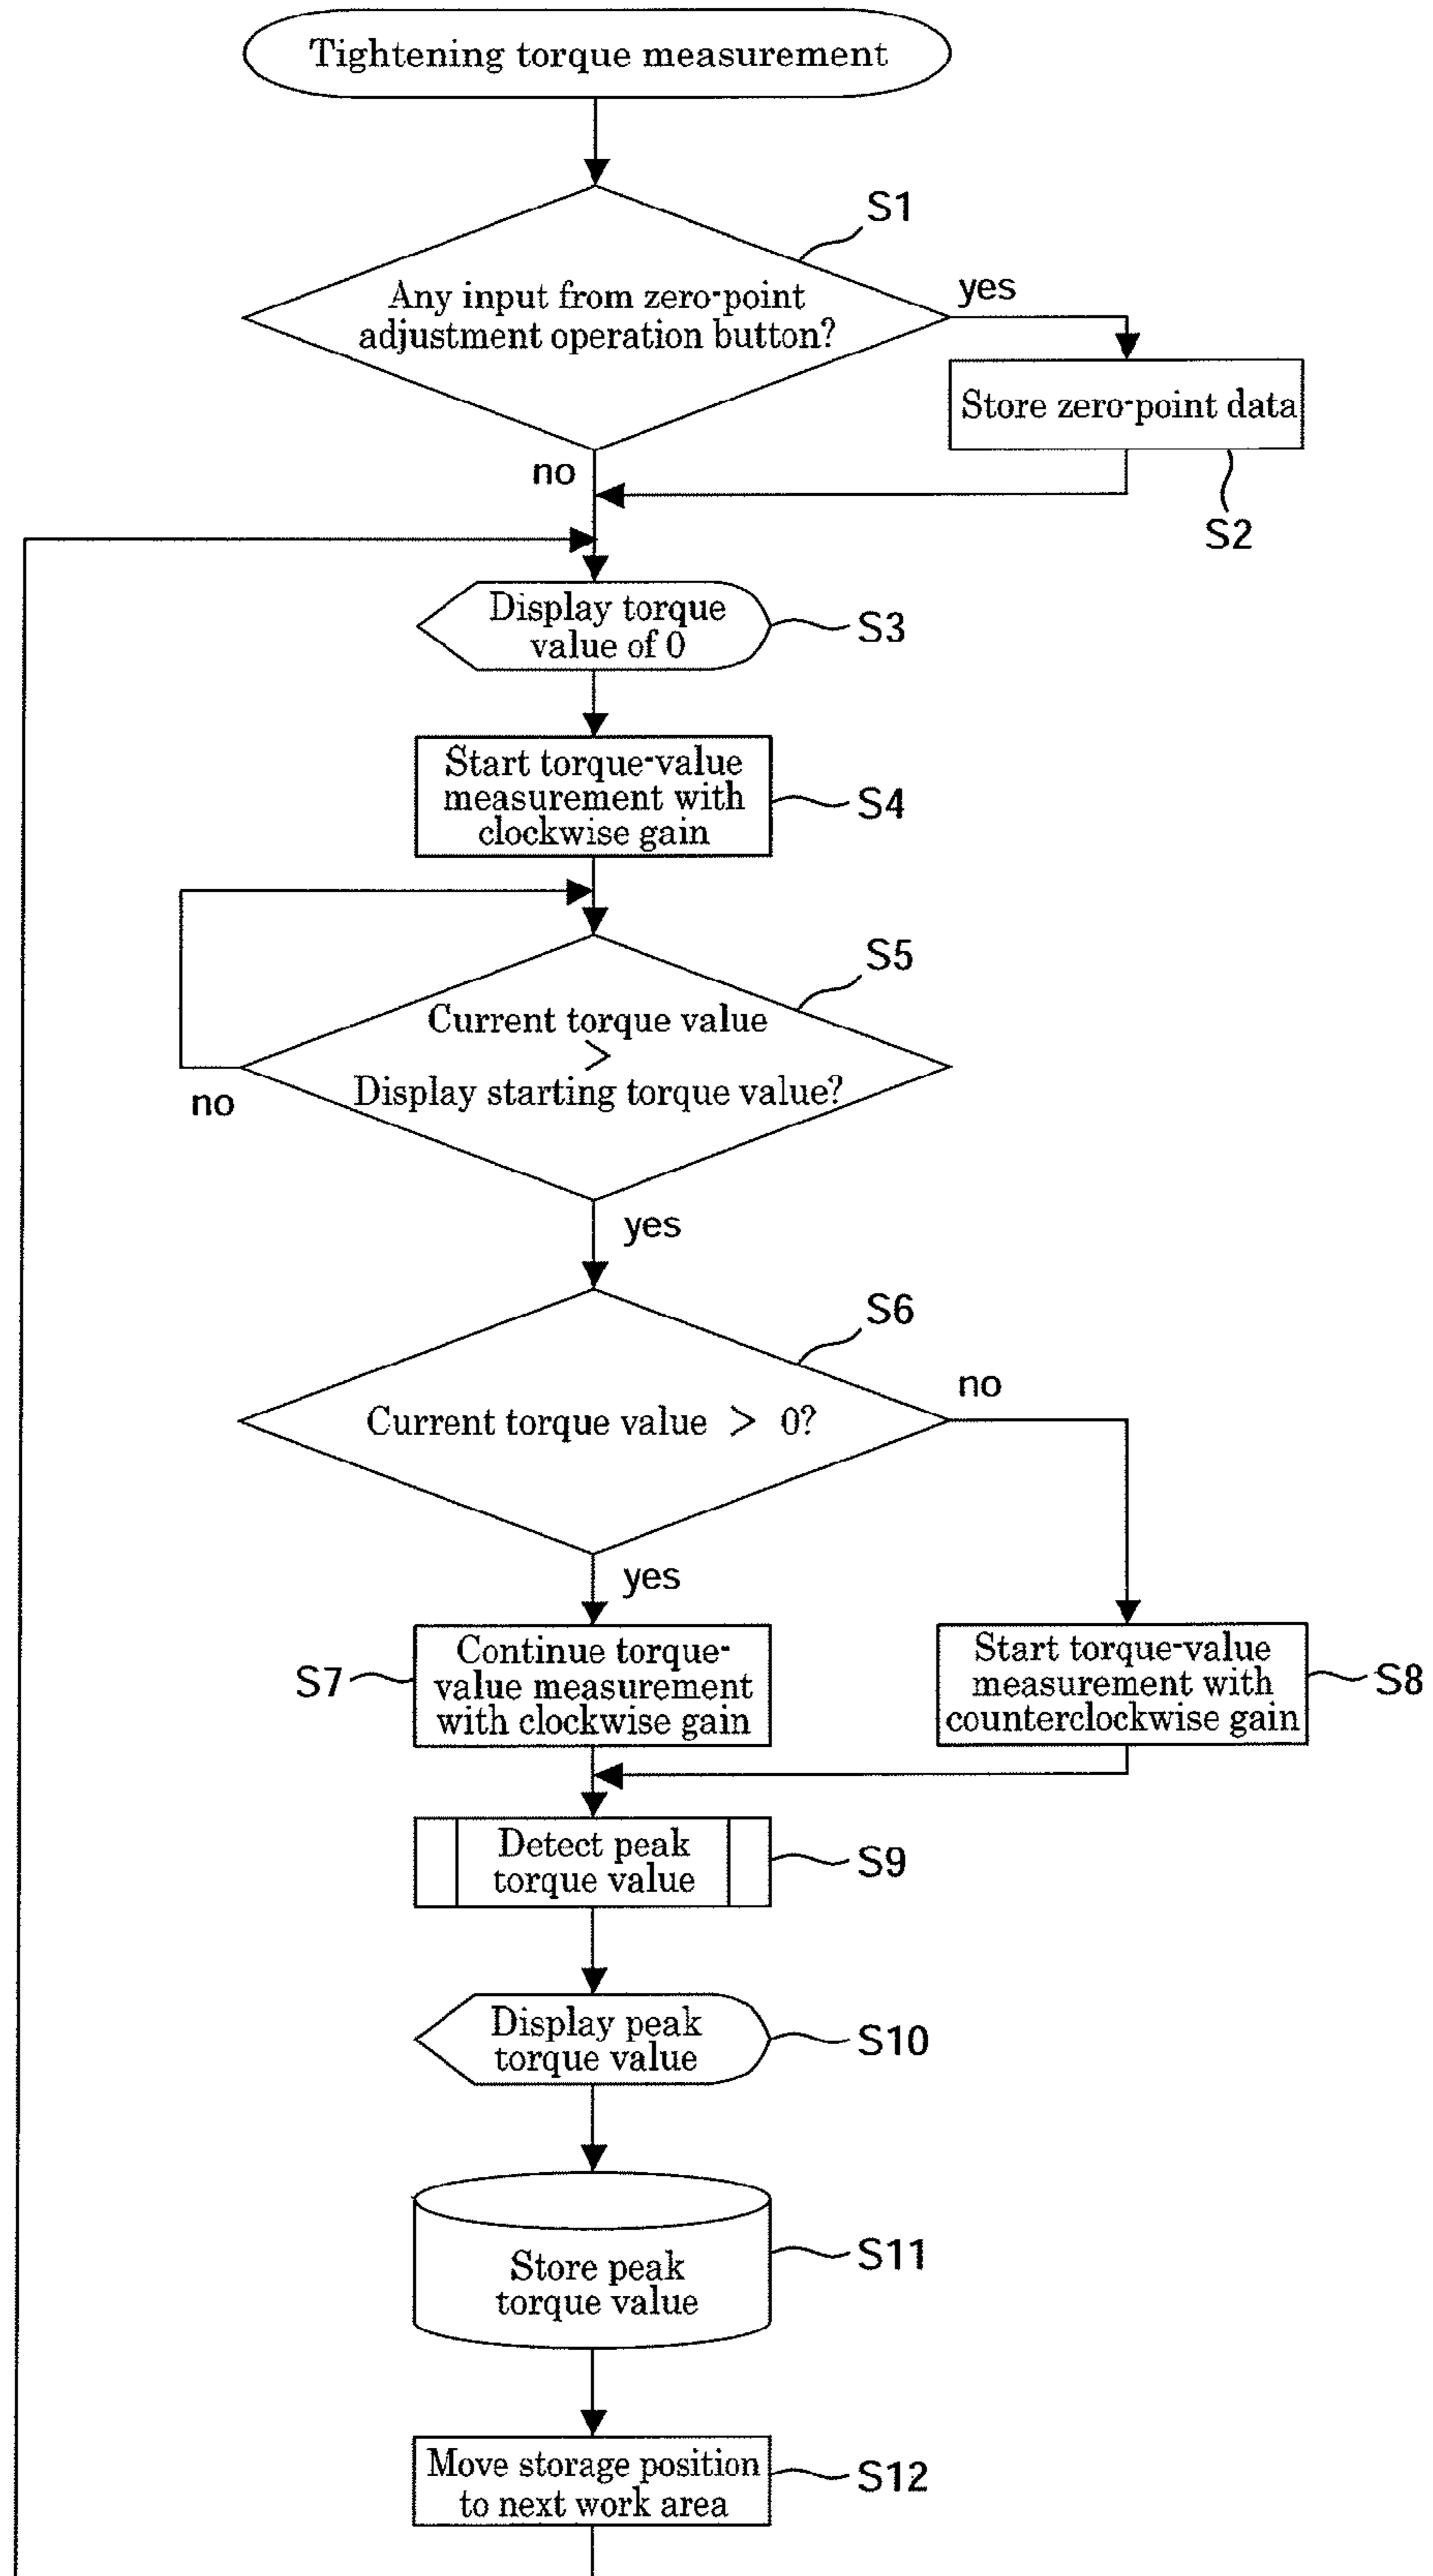 Tightening torque measurement
S1
Any input from zero-point
adjustment operation button?
yes
Store zero-point data
no
S2
Display torque
value of 0
S3
Start torque-value
measurement with
clockwise gain
S4
S5
Current torque value
>
Display starting torque value?
no
yes
S6
no
Current torque value > 0?
yes
S7
Continue torque-
value measurement
with clockwise gain
Start torque-value
measurement with
counterclockwise gain
S8
Detect peak
torque value
S9
Display peak
torque value
S10
Store peak
torque value
S11
Move storage position
to next work area
S12